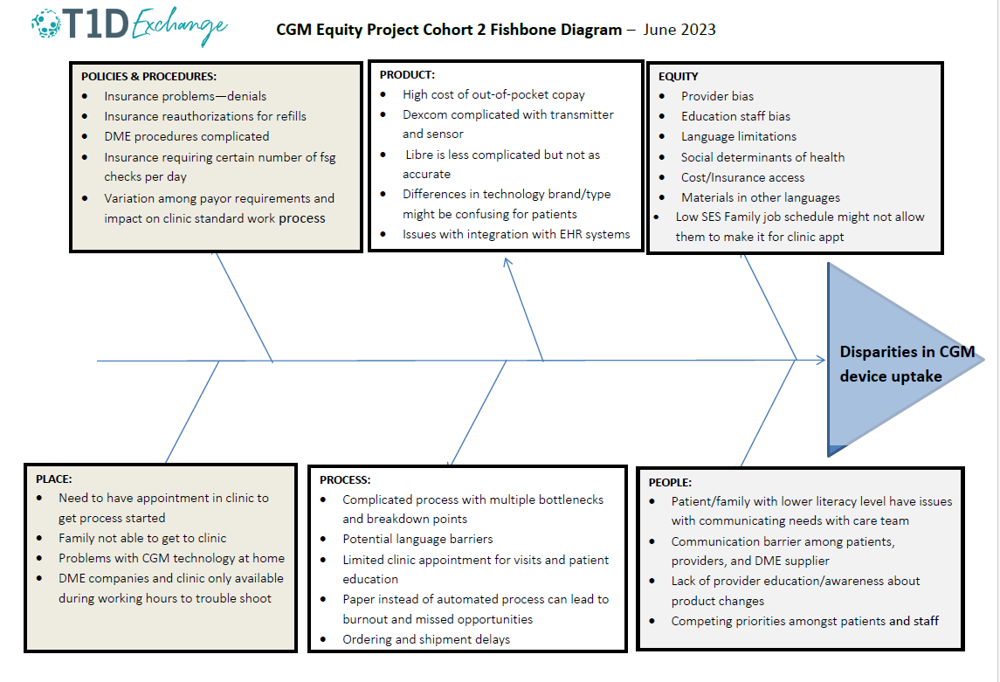 T1D Exchange
CGM Equity Project Cohort 2 Fishbone Diagram – June 2023
POLICIES & PROCEDURES:
• Insurance problems—denials
• Insurance reauthorizations for refills
• DME procedures complicated
• Insurance requiring certain number of fsg
checks per day
• Variation among payor requirements and
impact on clinic standard work process
PRODUCT:
• High cost of out-of-pocket copay
• Dexcom complicated with transmitter
and sensor
• Libre is less complicated but not as
accurate
• Differences in technology brand/type
might be confusing for patients
• Issues with integration with EHR systems
EQUITY
• Provider bias
• Education staff bias
• Language limitations
• Social determinants of health
• Cost/Insurance access
• Materials in other languages
• Low SES Family job schedule might not allow
them to make it for clinic appt
Disparities in CGM
device uptake
PLACE:
• Need to have appointment in clinic to
get process started
• Family not able to get to clinic
• Problems with CGM technology at home
• DME companies and clinic only available
during working hours to trouble shoot
PROCESS:
• Complicated process with multiple bottlenecks
and breakdown points
• Potential language barriers
• Limited clinic appointment for visits and patient
education
• Paper instead of automated process can lead to
burnout and missed opportunities
• Ordering and shipment delays
PEOPLE:
• Patient/family with lower literacy level have issues
with communicating needs with care team
• Communication barrier among patients,
providers, and DME supplier
• Lack of provider education/awareness about
product changes
• Competing priorities amongst patients and staff